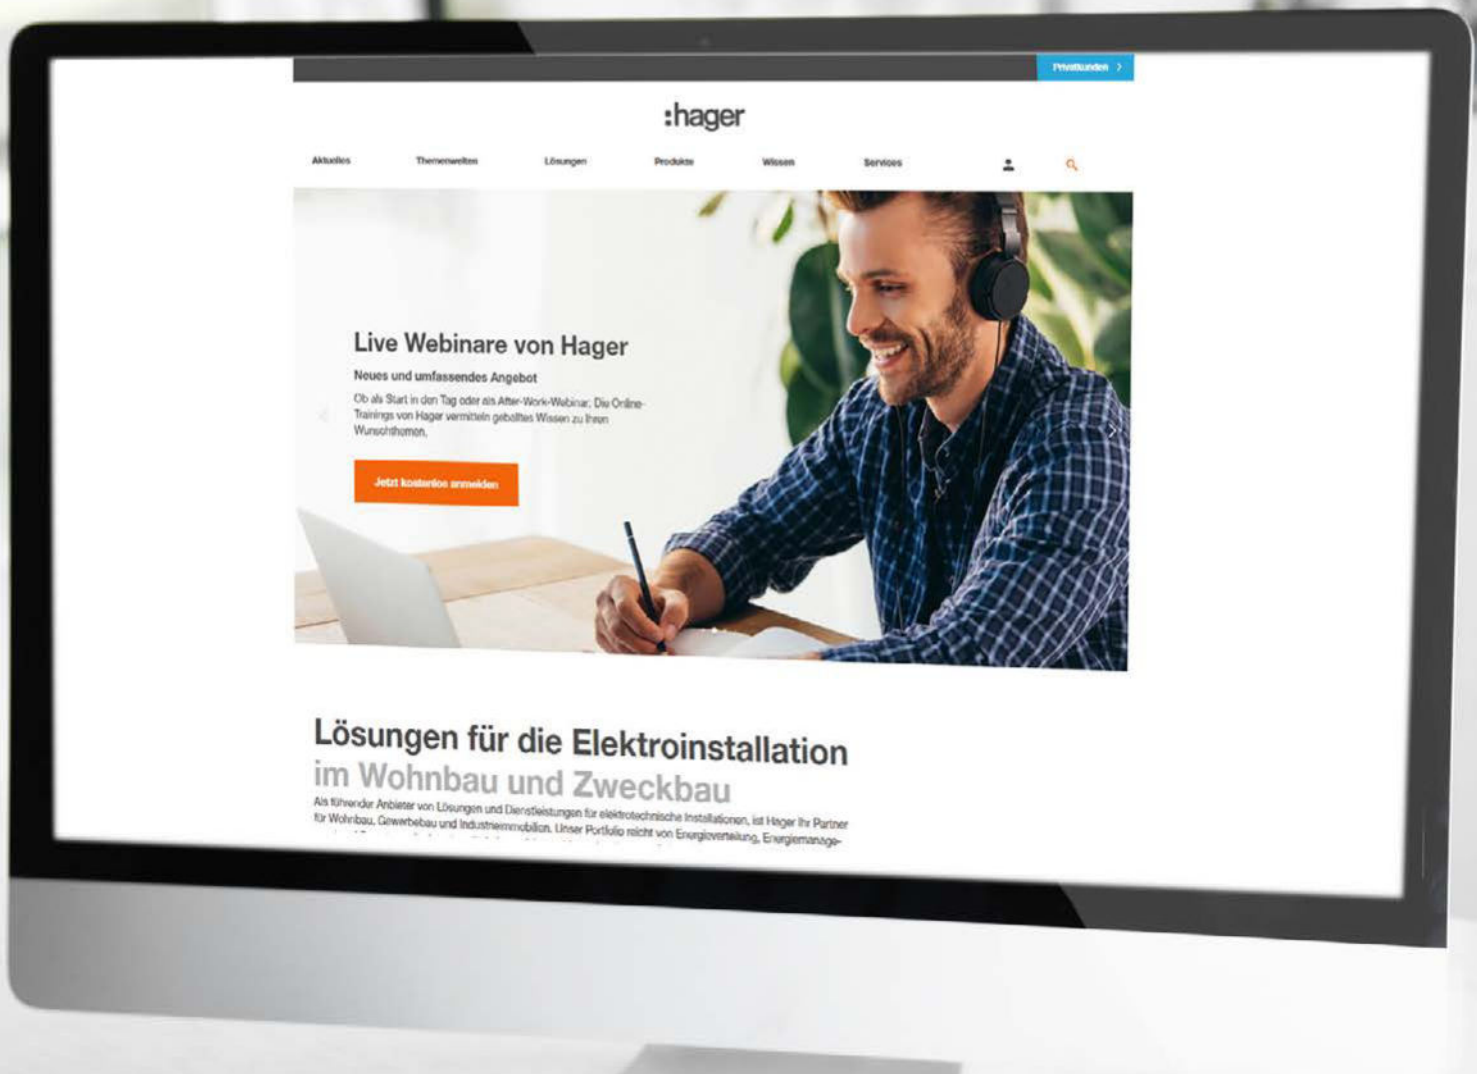 Privatkunden
:hager
Aktuelles Themenwelten Lösungen Produkte Wissen Services
Live Webinare von Hager
Neues und umfassendes Angebot
Ob als Start in den Tag oder als After-Work-Webinar: Die Online-
Trainings von Hager vermitteln geballtes Wissen zu Ihren
Wunschthemen.
Jetzt kostenlos anmelden
Lösungen für die Elektroinstallation
im Wohnbau und Zweckbau
Als führender Anbieter von Lösungen und Dienstleistungen für elektrotechnische Installationen, ist Hager Ihr Partner
für Wohnbau, Gewerbebau und Industrieimmobilien. Unser Portfolio reicht von Energieverteilung, Energiemanage-